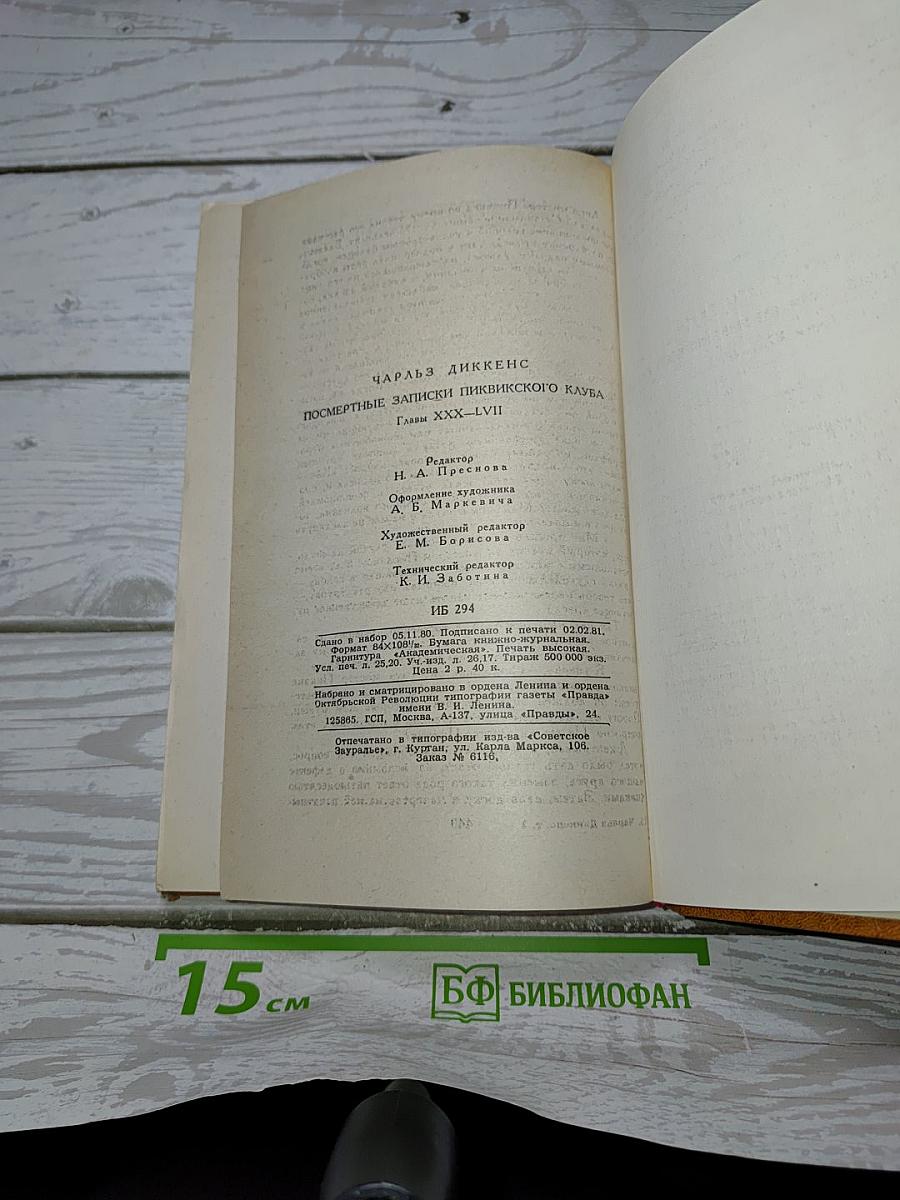 ЧАРЛЬЗ ДИККЕНС
ПОСМЕРТНЫЕ ЗАПИСКИ ПИКВИКСКОГО КЛУБА
Главы XXX—LVII
Редактор
Н. А. Преснова
Оформление художника
А. Б. Маркевича
Художественный редактор
Е. М. Борисова
Технический редактор
К. И. Заботина
ИБ 294
Сдано в набор 05.11.80. Подписано к печати 02.02.81.
Формат 84×108¹/₃₂. Бумага книжно-журнальная.
Гарнитура «Академическая». Печать высокая.
Усл. печ. л. 25,20. Уч.-изд. л. 26,17. Тираж 500 000 экз.
Цена 2 р. 40 к.
Набрано и сматрицировано в ордена Ленина и ордена
Октябрьской Революции типографии газеты «Правда»
имени В. И. Ленина.
125865. ГСП, Москва, А-137, улица «Правды», 24.
Отпечатано в типографии изд-ва «Советское
Зауралье», г. Курган, ул. Карла Маркса, 106.
Заказ № 6116.
15 см
БФ БИБЛИОФАН